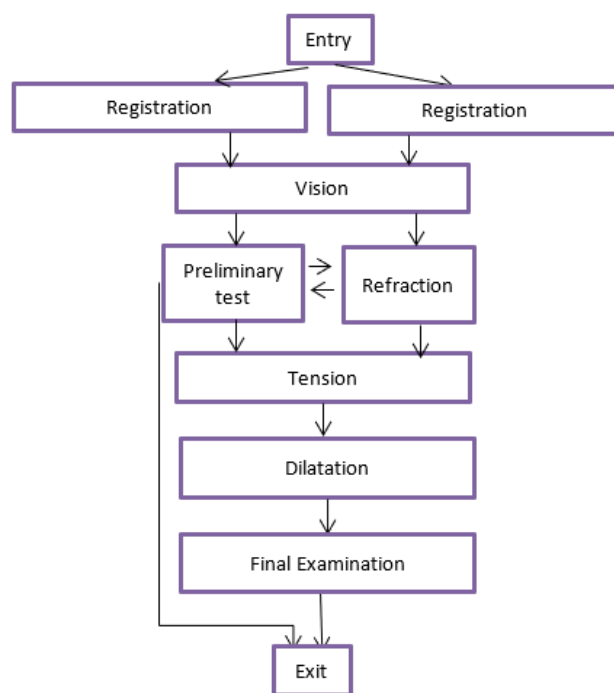 Entry
Registration
Registration
Vision
Preliminary
test
Refraction
Tension
Dilatation
Final Examination
Exit